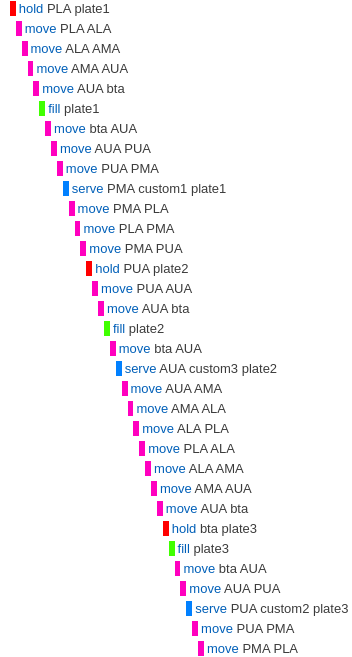 hold PLA plate1
move PLA ALA
move ALA AMA
move AMA AUA
move AUA bta
fill plate1
move bta AUA
move AUA PUA
move PUA PMA
serve PMA custom1 plate1
move PMA PLA
move PLA PMA
move PMA PUA
hold PUA plate2
move PUA AUA
move AUA bta
fill plate2
move bta AUA
serve AUA custom3 plate2
move AUA AMA
move AMA ALA
move ALA PLA
move PLA ALA
move ALA AMA
move AMA AUA
move AUA bta
hold bta plate3
fill plate3
move bta AUA
move AUA PUA
serve PUA custom2 plate3
move PUA PMA
move PMA PLA